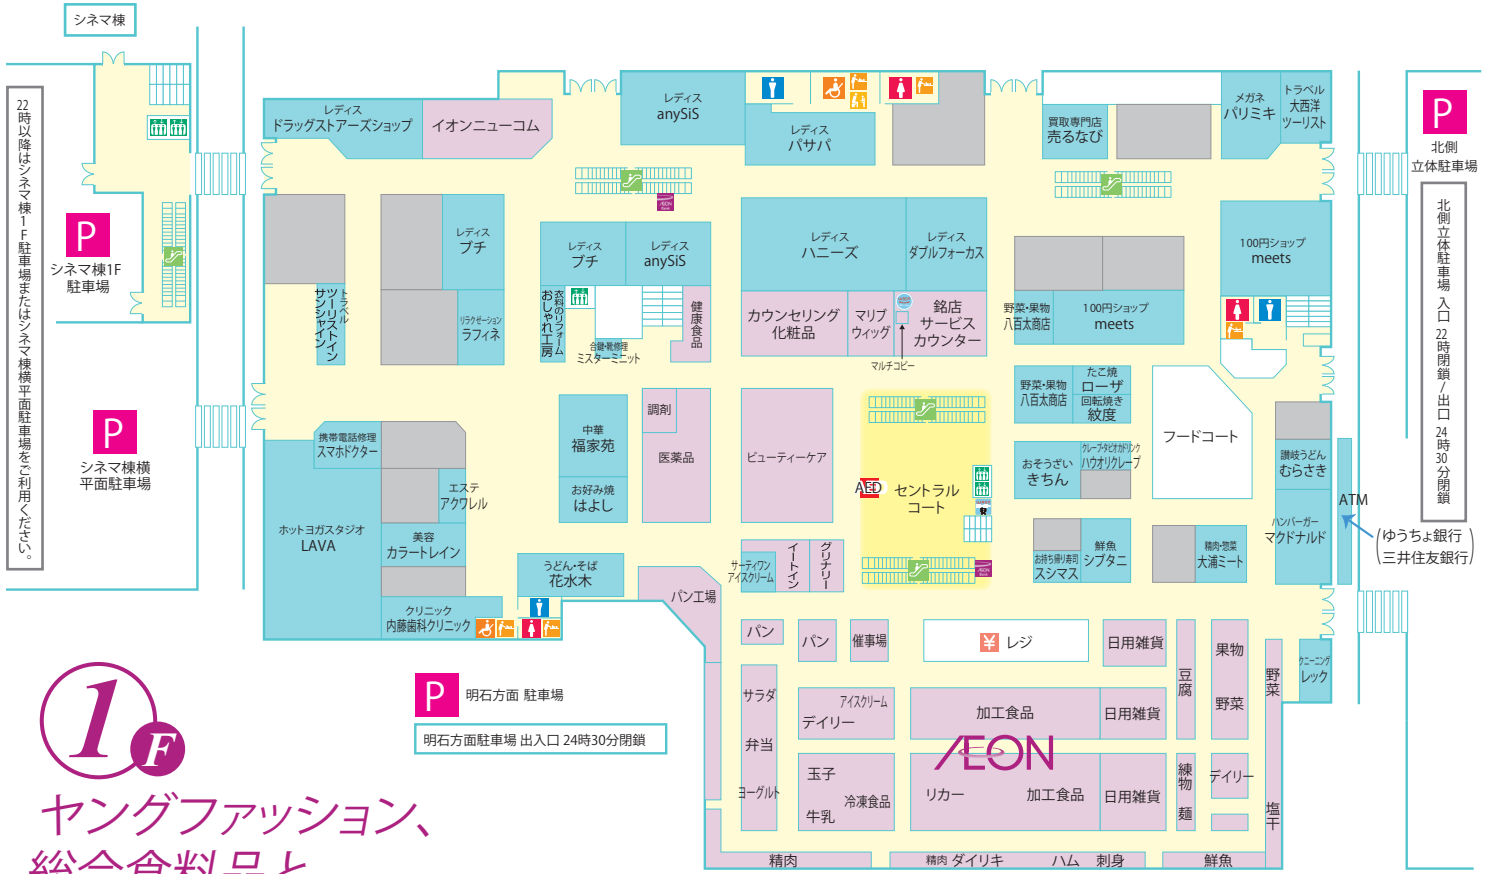 シネマ棟
22時以降はシネマ棟1F駐車場またはシネマ棟横平面駐車場をご利用ください。
P
シネマ棟1F
駐車場
P
シネマ棟横
平面駐車場
レディス
ドラッグストアーズショップ
イオンニューコム
レディス
anySiS
レディス
パサパ
買取専門店
売るなび
メガネ
パリミキ
トラベル
大西洋
ツーリスト
P
北側
立体駐車場
北側立体駐車場 入口 22時閉鎖/出口 24時30分閉鎖
AEON
Bank
レディス
プチ
レディス
プチ
レディス
anySiS
レディス
ハニーズ
レディス
ダブルフォーカス
100円ショップ
meets
トラベル
ツーリストイン
サンシャイン
リラクゼーション
ラフィネ
衣料のリフォーム
おしゃれ工房
合鍵・靴修理
ミスターミニット
健康食品
カウンセリング
化粧品
マリブ
ウィッグ
銘店
サービス
カウンター
マルチコピー
野菜・果物
八百太商店
100円ショップ
meets
野菜・果物
八百太商店
たこ焼
ローザ
回転焼き
紋度
フードコート
携帯電話修理
スマホドクター
エステ
アクワレル
ホットヨガスタジオ
LAVA
美容
カラートレイン
クリニック
内藤歯科クリニック
中華
福家苑
お好み焼
はよし
うどん・そば
花水木
調剤
医薬品
ビューティーケア
AED
セントラル
コート
おそうざい
きちん
クレープ・タピオカドリンク
ハウオリクレープ
讃岐うどん
むらさき
ATM
(ゆうちょ銀行
三井住友銀行)
ハンバーガー
マクドナルド
お持ち帰り寿司
スシマス
鮮魚
シブタニ
精肉・惣菜
大浦ミート
サーティワン
アイスクリーム
イートイン
グリナリー
AEON
Bank
パン工場
パン
パン
催事場
¥ レジ
日用雑貨
豆腐
果物
野菜
野菜
クニーニング
レック
サラダ
弁当
ヨーグルト
アイスクリーム
デイリー
加工食品
日用雑貨
AEON
玉子
冷凍食品
牛乳
リカー
加工食品
日用雑貨
練物
麺
デイリー
塩干
精肉
精肉 ダイリキ
ハム
刺身
鮮魚
P
明石方面 駐車場
明石方面駐車場 出入口 24時30分閉鎖
1F
ヤングファッション、
総合食料品と